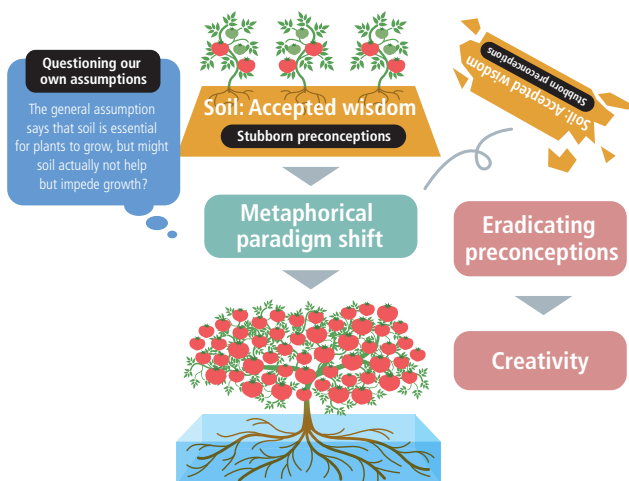 Questioning our
own assumptions
The general assumption
says that soil is essential
for plants to grow, but might
soil actually not help
but impede growth?
Soil: Accepted wisdom
Stubborn preconceptions
Stubborn preconceptions
Soil: Accepted wisdom
Metaphorical
paradigm shift
Eradicating
preconceptions
Creativity